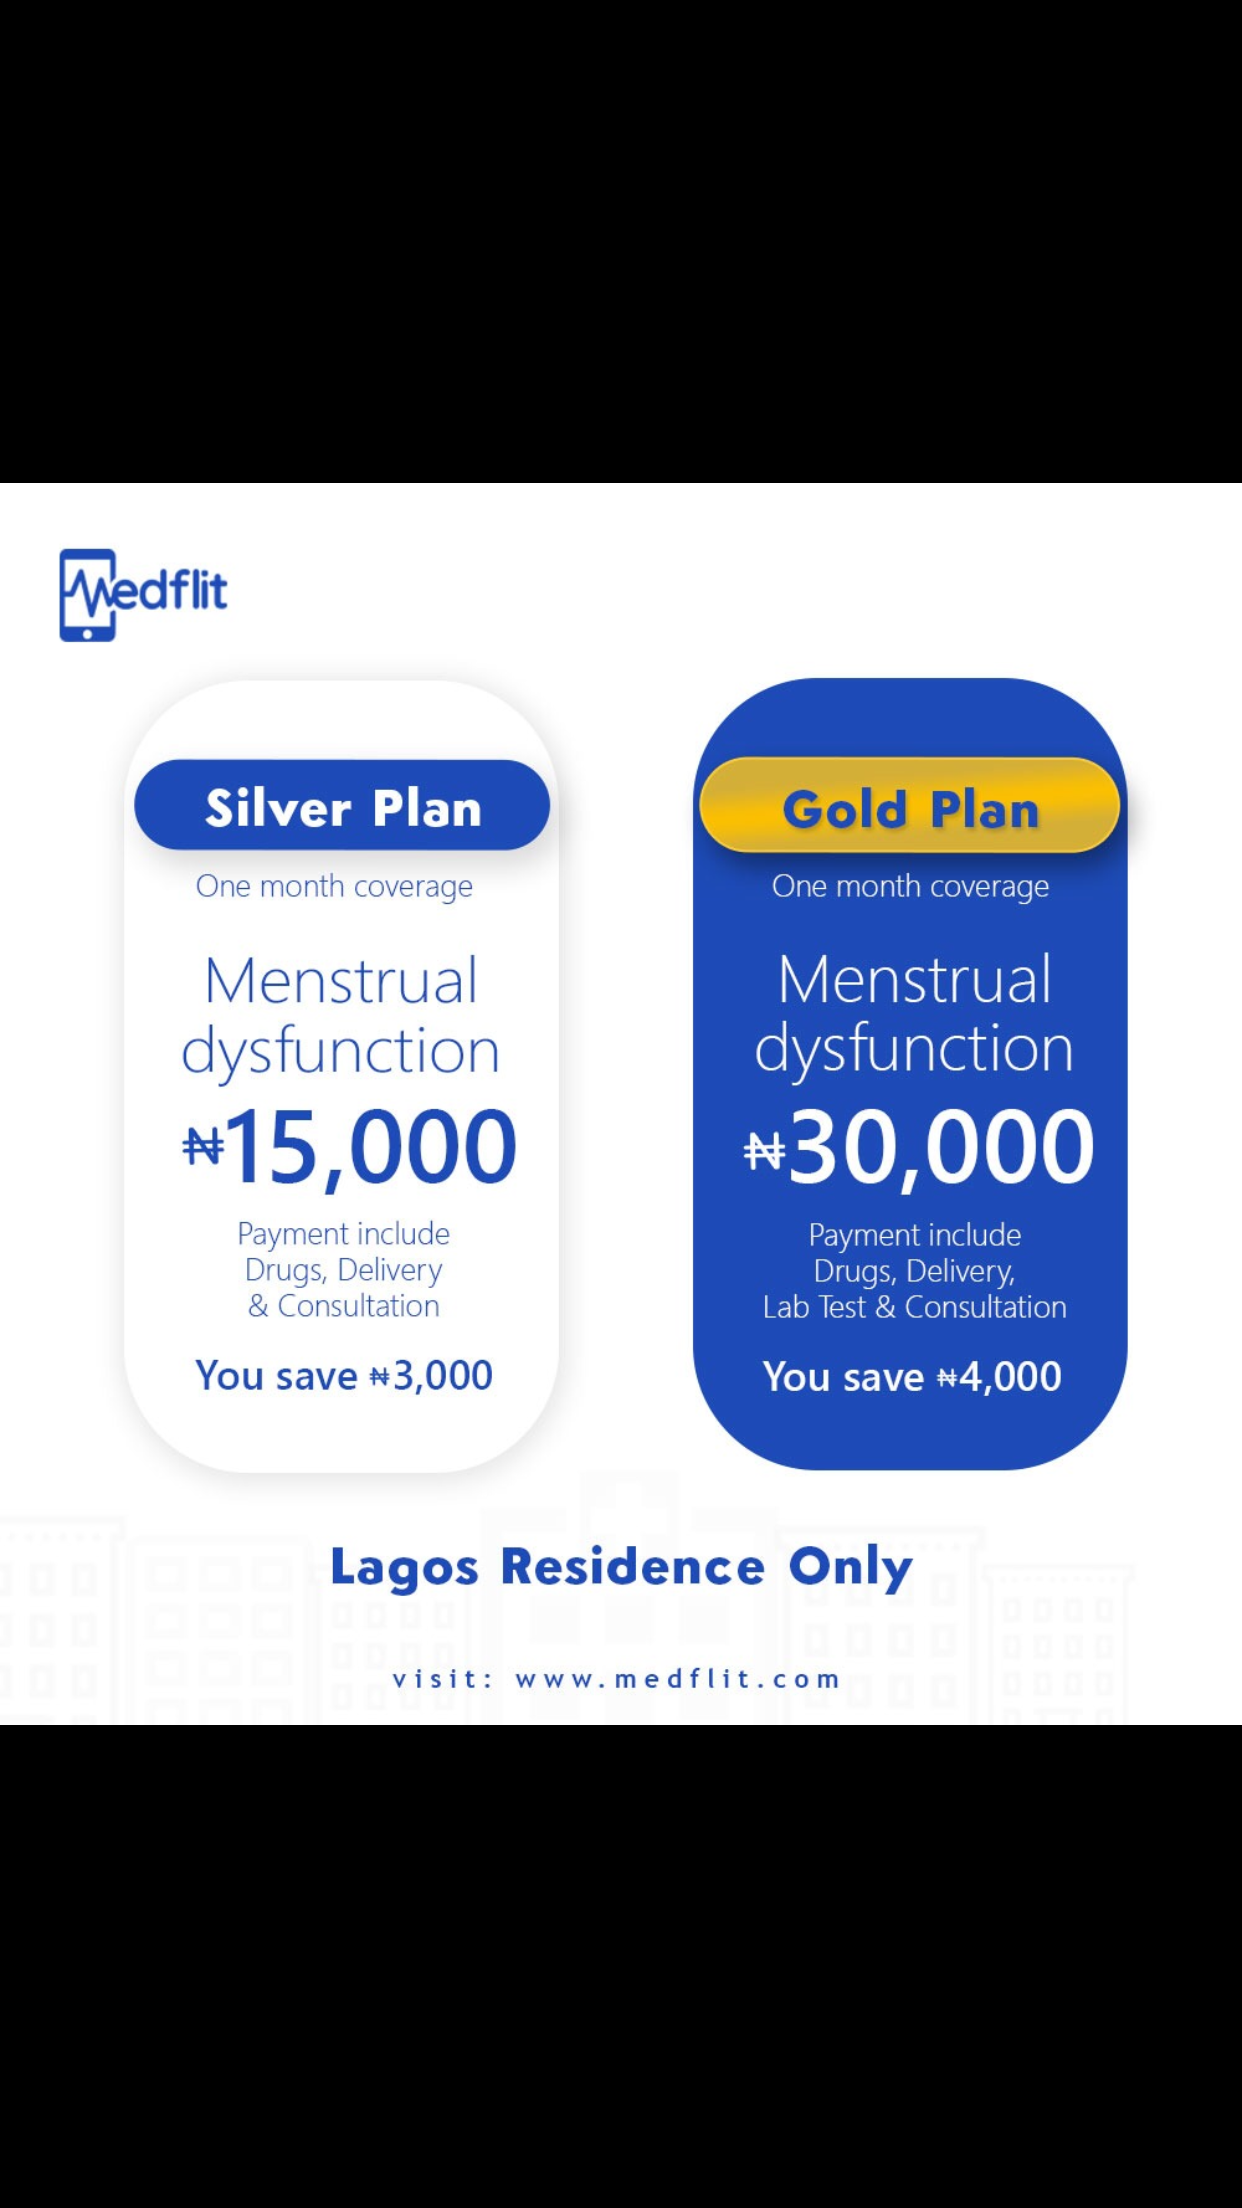 Medflit
Silver Plan
One month coverage
Menstrual
dysfunction
₦15,000
Payment include
Drugs, Delivery
& Consultation
You save ₦3,000
Gold Plan
One month coverage
Menstrual
dysfunction
₦30,000
Payment include
Drugs, Delivery,
Lab Test & Consultation
You save ₦4,000
Lagos Residence Only
visit: www.medflit.com